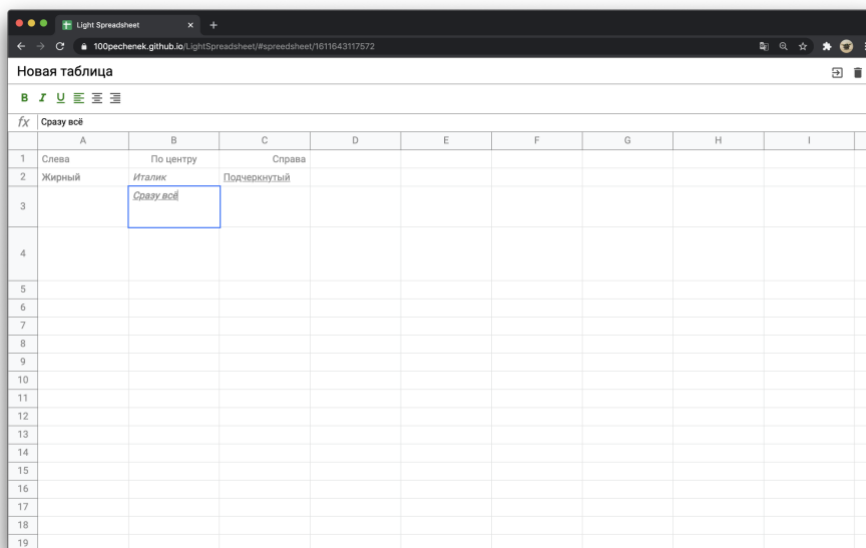 Light Spreadsheet
100pechenek.github.io/LightSpreadsheet/#spreedsheet/1611643117572
Новая таблица
B I U
fx Сразу всё
A B C D E F G H I
1 Слева По центру Справа
2 Жирный Италик Подчеркнутый
3 Сразу всё
4
5
6
7
8
9
10
11
12
13
14
15
16
17
18
19